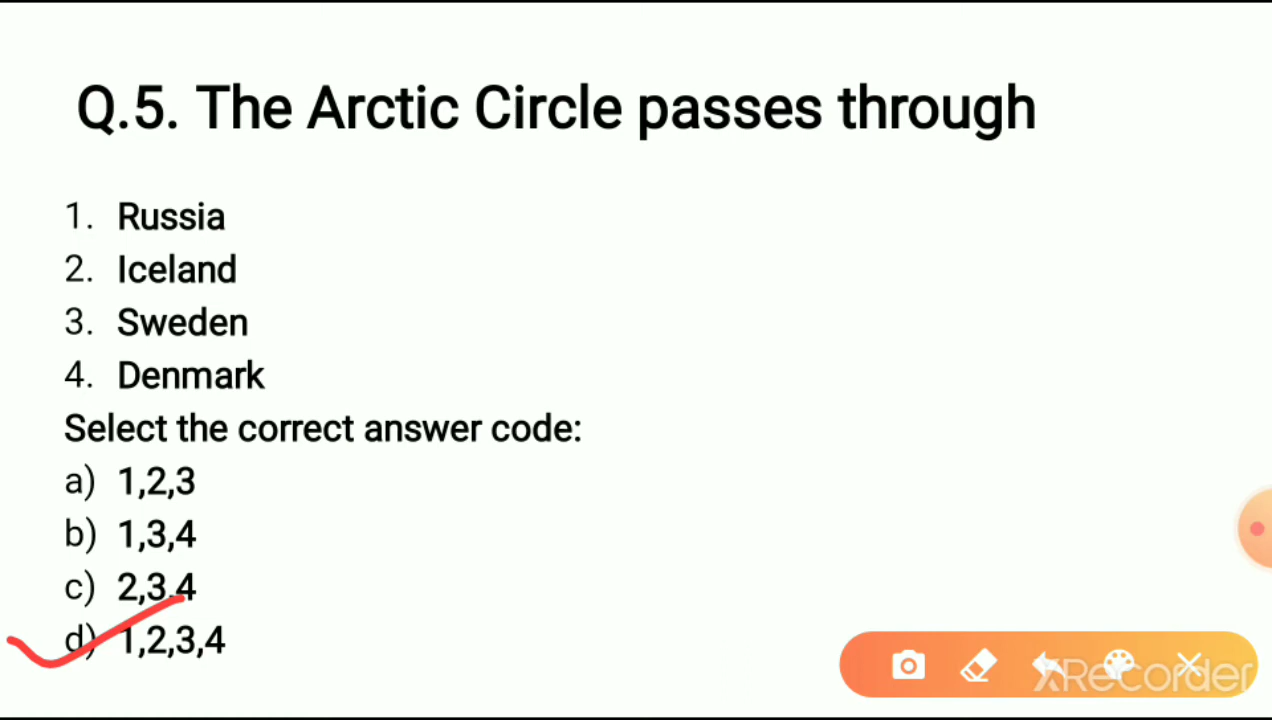 Q.5. The Arctic Circle passes through
1. Russia
2. Iceland
3. Sweden
4. Denmark
Select the correct answer code:
a) 1,2,3
b) 1,3,4
c) 2,3,4
d) 1,2,3,4
XRecorder